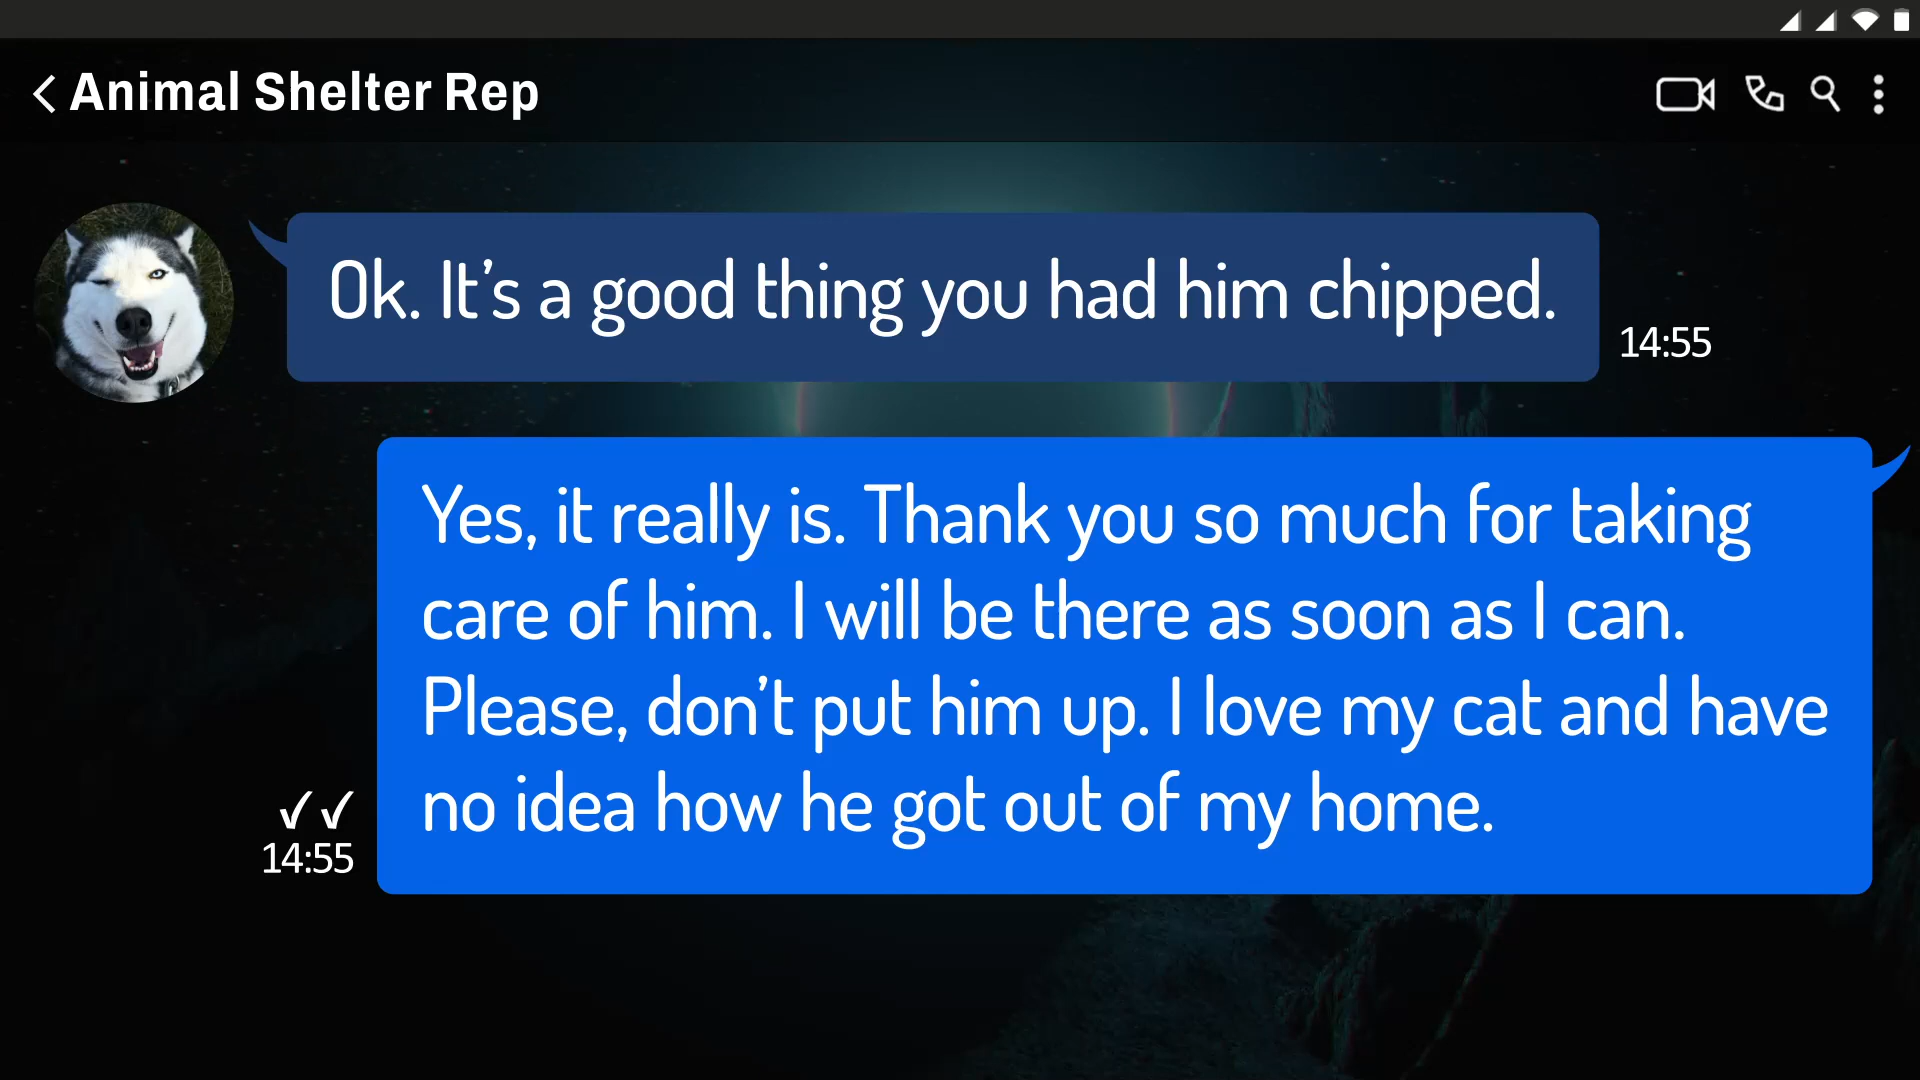 Animal Shelter Rep
Ok. It’s a good thing you had him chipped.
14:55
Yes, it really is. Thank you so much for taking
care of him. I will be there as soon as I can.
Please, don’t put him up. I love my cat and have
no idea how he got out of my home.
14:55